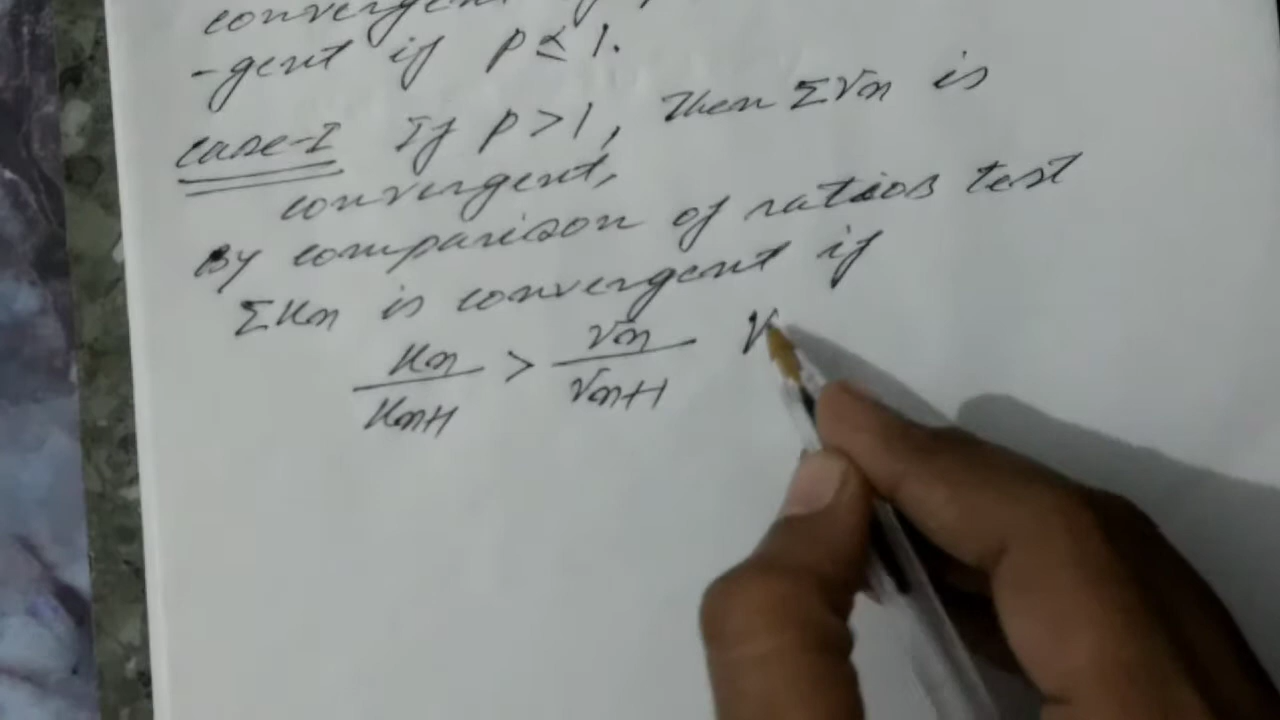 convergent
-gent if p ≤ 1.
case-I If p > 1, Then Σvn is
convergent,
By comparison of ratios test
Σun is convergent if
un/un+1 > vn/vn+1